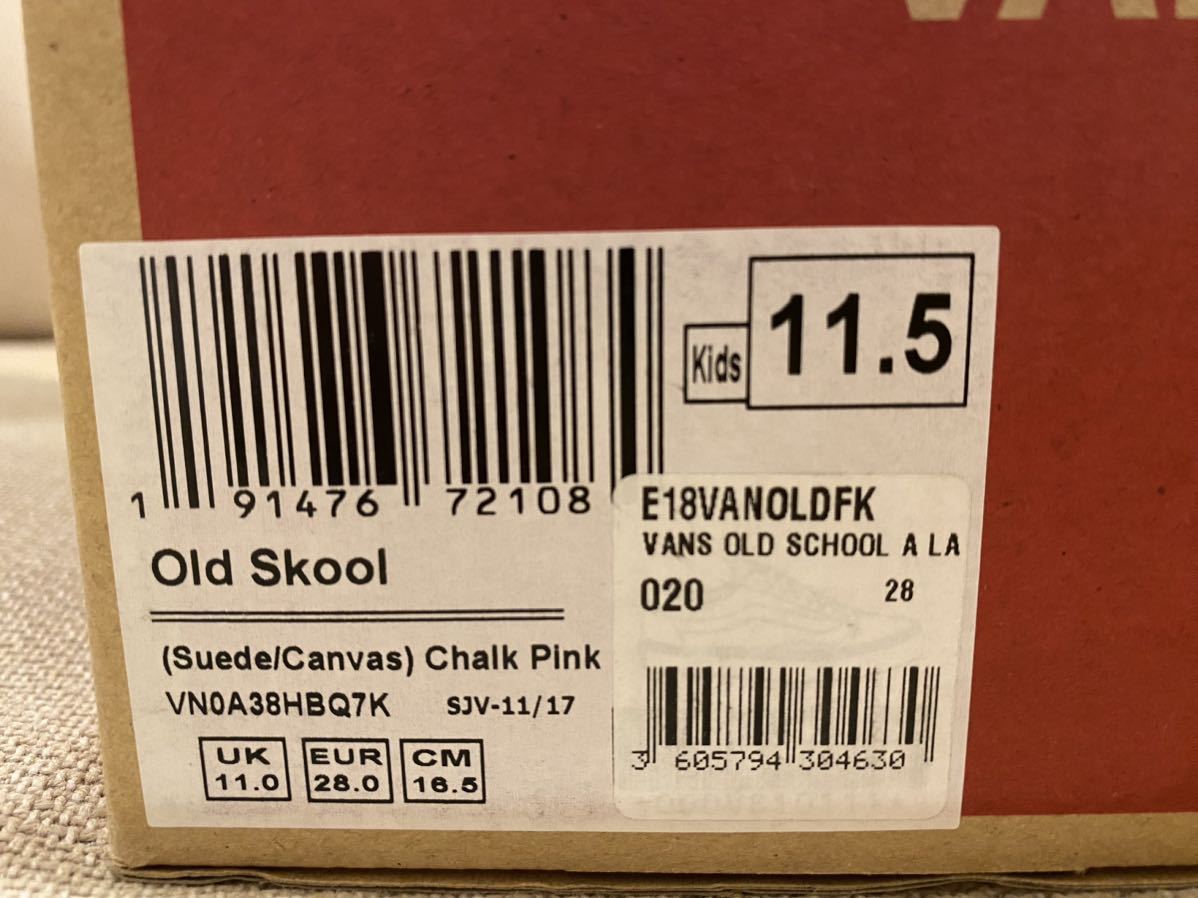 Kids 11.5
1 91476 72108
Old Skool
(Suede/Canvas) Chalk Pink
VN0A38HBQ7K SJV-11/17
UK EUR CM
11.0 28.0 16.5
E18VANOLDFK
VANS OLD SCHOOL A LA
020 28
3 605794 304630